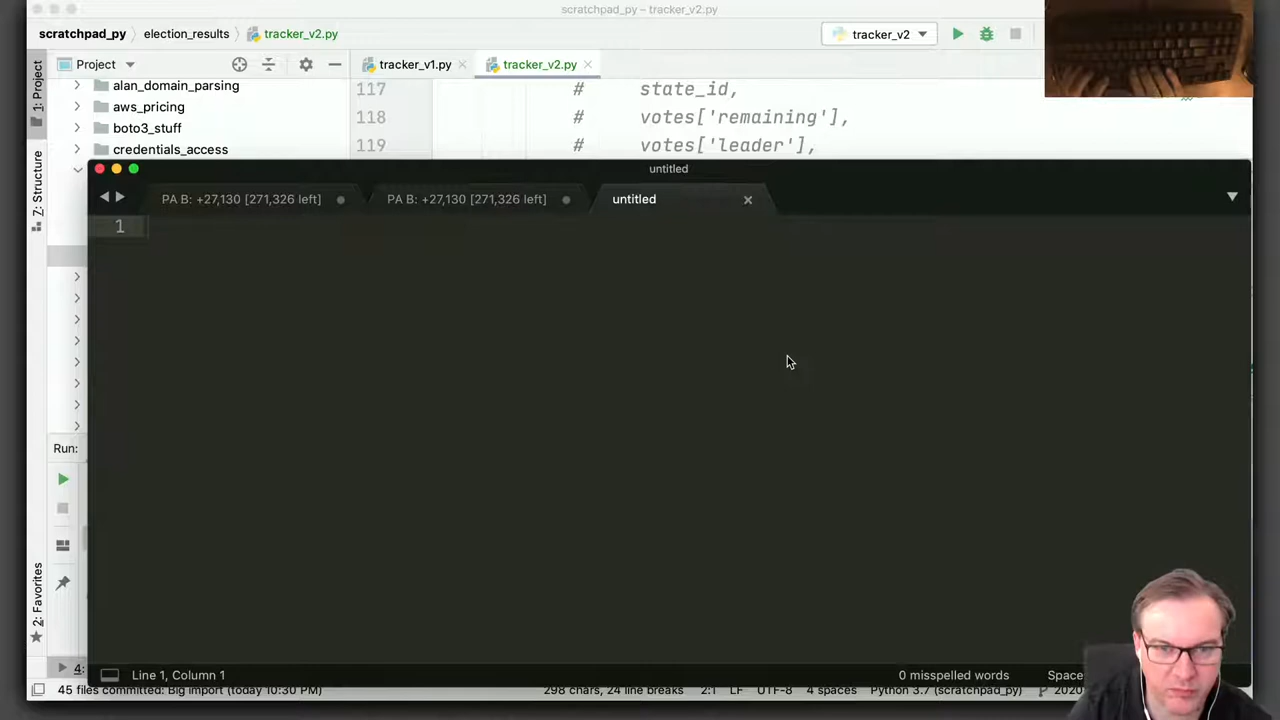 scratchpad_py – tracker_v2.py
scratchpad_py election_results tracker_v2.py tracker_v2
1: Project
Project
tracker_v1.py
tracker_v2.py
alan_domain_parsing
aws_pricing
boto3_stuff
credentials_access
117 # state_id,
118 # votes['remaining'],
119 # votes['leader'],
Z: Structure
untitled
PA B: +27,130 [271,326 left]
PA B: +27,130 [271,326 left]
untitled
1
Run:
2: Favorites
4:
Line 1, Column 1
0 misspelled words
Space
45 files committed: Big import (today 10:30 PM)
298 chars, 24 line breaks 2:1 LF UTF-8 4 spaces Python 3.7 (scratchpad_py) 2020